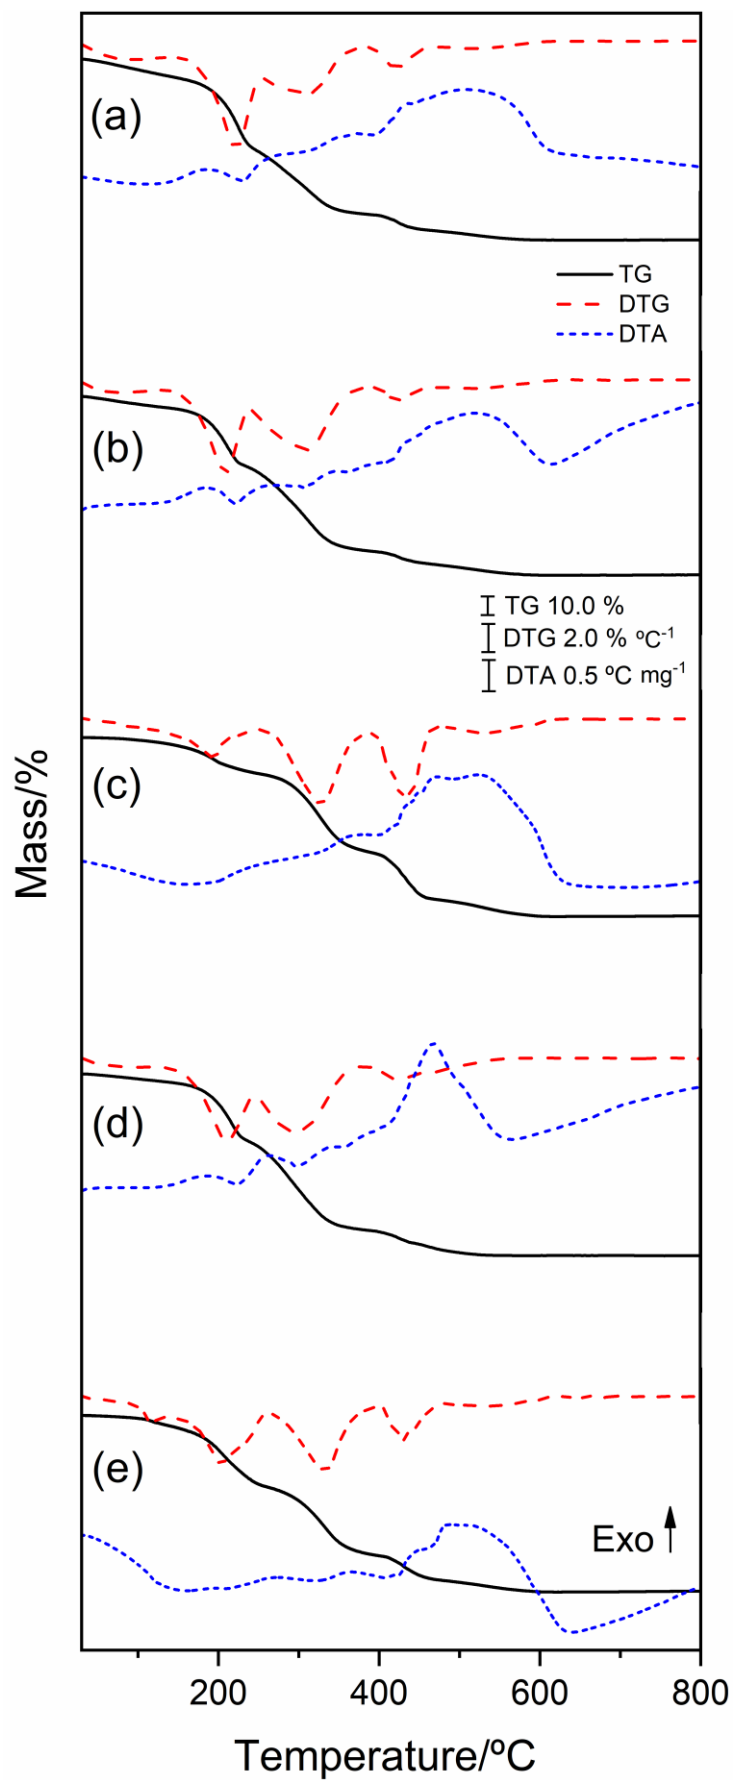 (a)
TG
DTG
DTA
(b)
TG 10.0 %
DTG 2.0 % ºC⁻¹
DTA 0.5 ºC mg⁻¹
(c)
Mass/%
(d)
(e)
Exo
200 400 600 800
Temperature/ºC